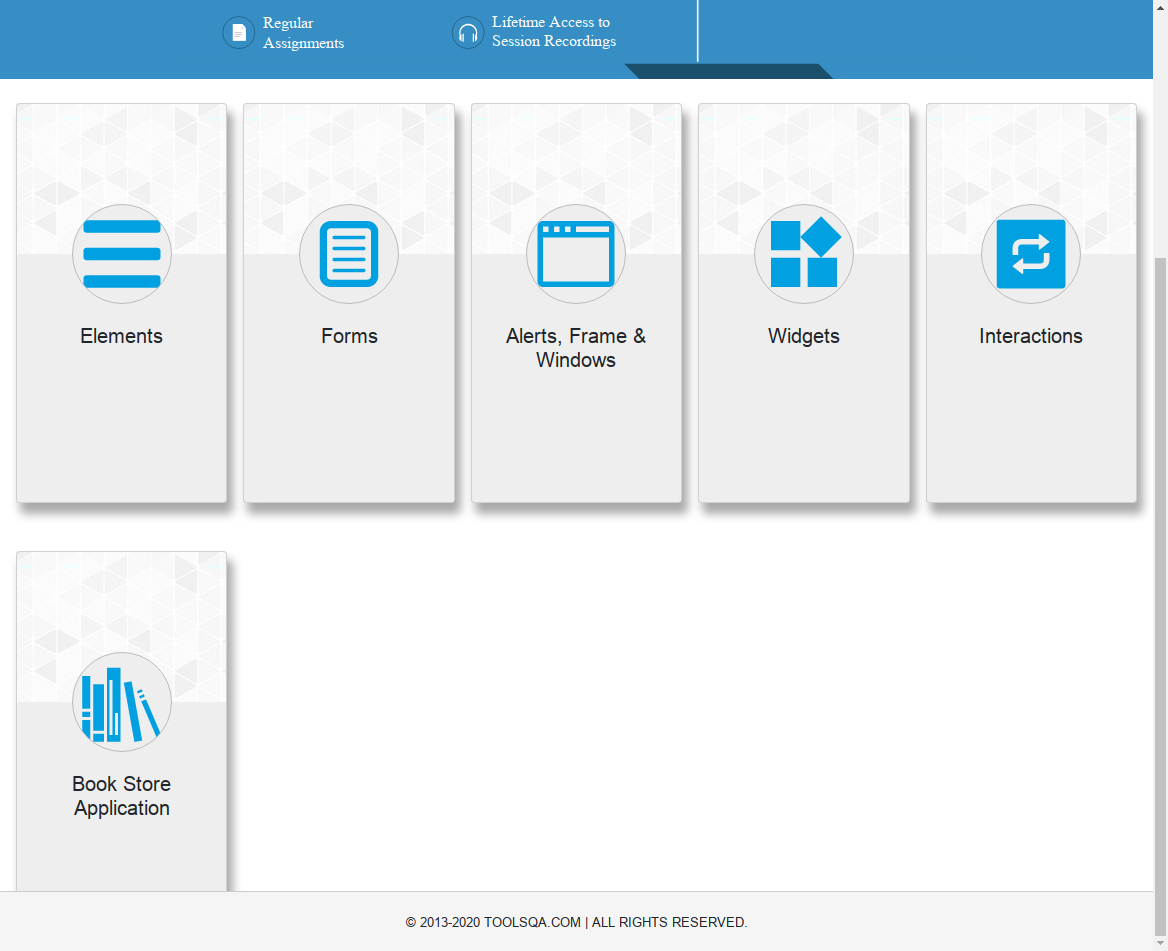 Regular
Assignments
Lifetime Access to
Session Recordings
Elements
Forms
Alerts, Frame &
Windows
Widgets
Interactions
Book Store
Application
© 2013-2020 TOOLSQA.COM | ALL RIGHTS RESERVED.